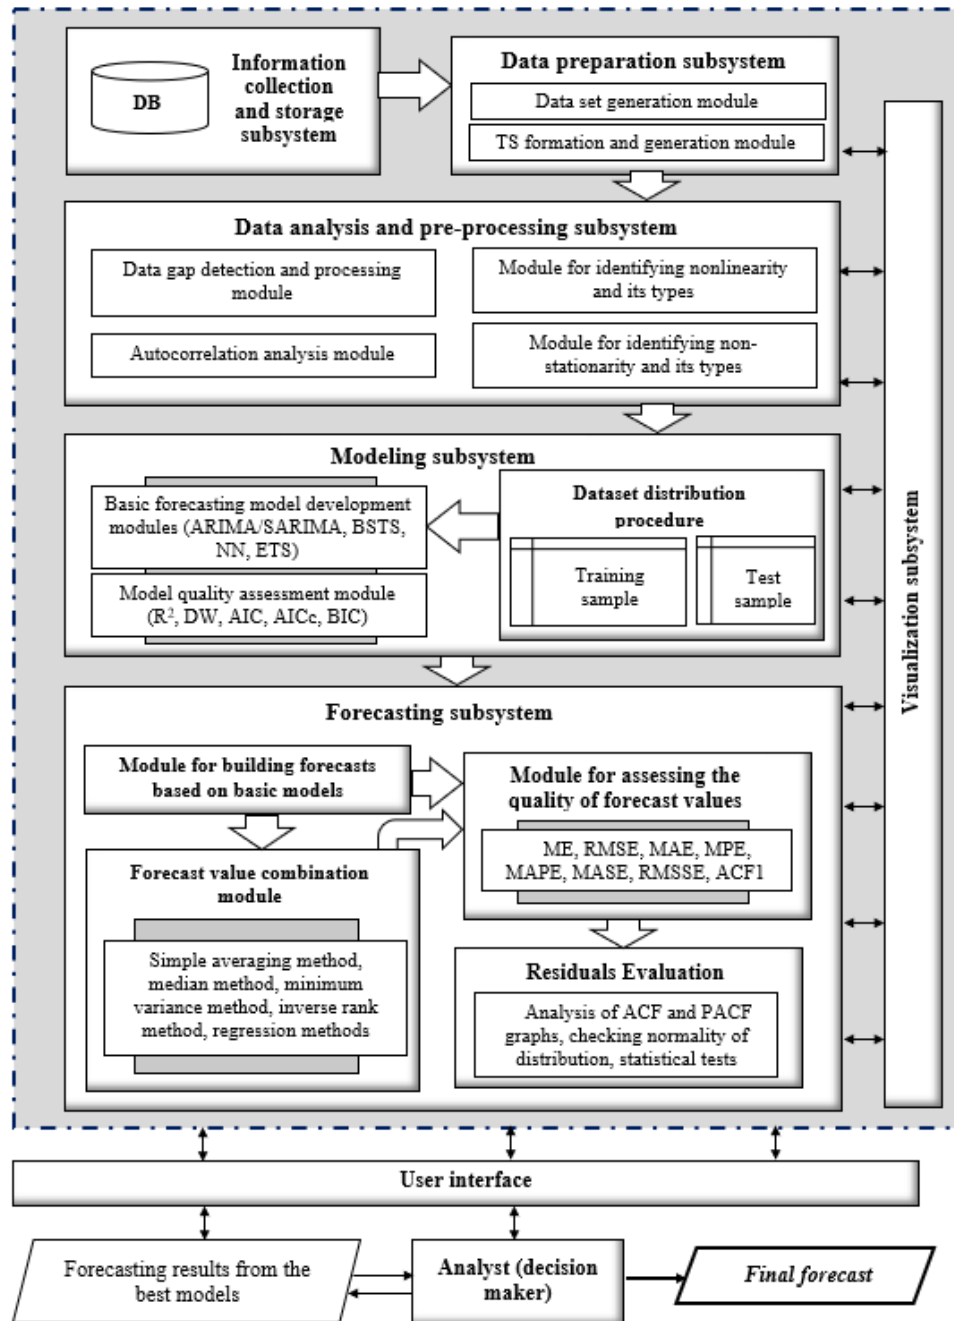 DB
Information
collection
and storage
subsystem
Data preparation subsystem
Data set generation module
TS formation and generation module
Data analysis and pre-processing subsystem
Data gap detection and processing
module
Module for identifying nonlinearity
and its types
Autocorrelation analysis module
Module for identifying non-
stationarity and its types
Modeling subsystem
Basic forecasting model development
modules (ARIMA/SARIMA, BSTS,
NN, ETS)
Model quality assessment module
(R², DW, AIC, AICc, BIC)
Dataset distribution
procedure
Training
sample
Test
sample
Visualization subsystem
Forecasting subsystem
Module for building forecasts
based on basic models
Module for assessing the
quality of forecast values
ME, RMSE, MAE, MPE,
MAPE, MASE, RMSSE, ACF1
Forecast value combination
module
Simple averaging method,
median method, minimum
variance method, inverse rank
method, regression methods
Residuals Evaluation
Analysis of ACF and PACF
graphs, checking normality of
distribution, statistical tests
User interface
Forecasting results from the
best models
Analyst (decision
maker)
Final forecast